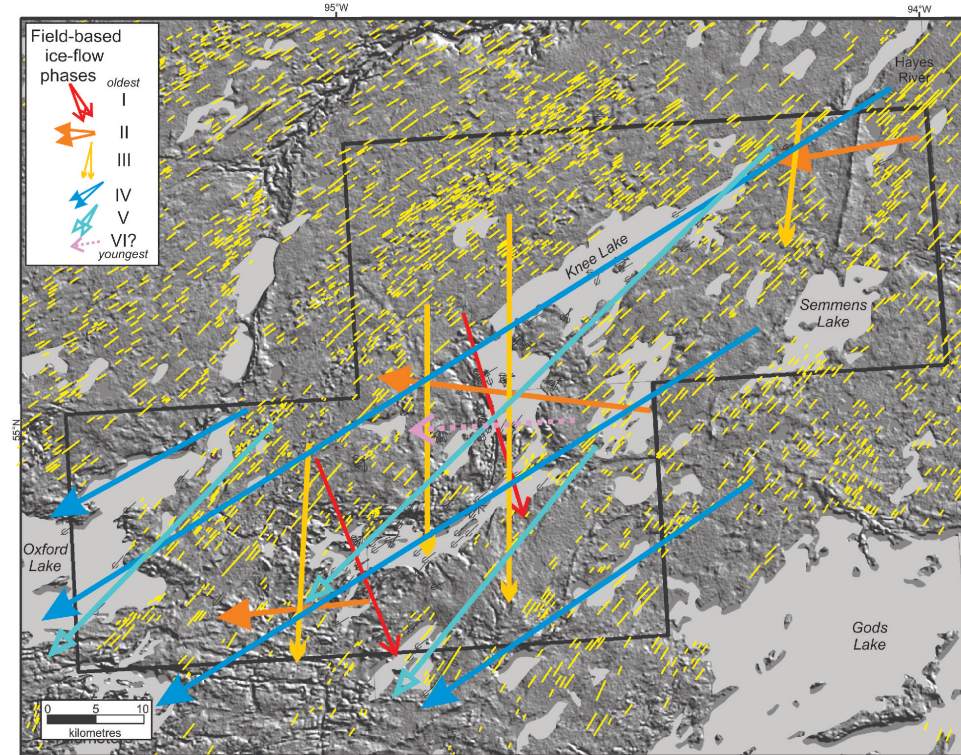 95°W
94°W
Field-based
ice-flow
phases
oldest
I
II
III
IV
V
VI?
youngest
Hayes
River
Knee Lake
Semmens
Lake
55°N
Oxford
Lake
Gods
Lake
0 5 10
kilometres